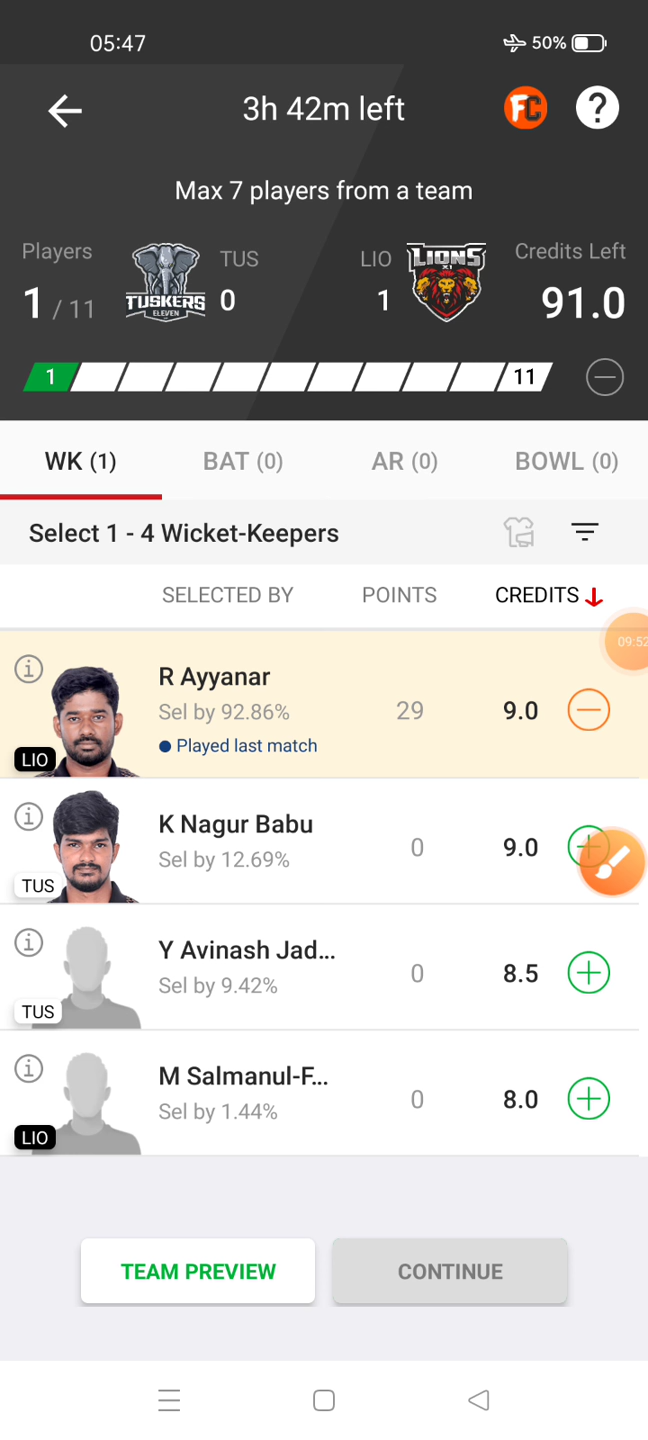 05:47
50%
3h 42m left
FC
?
Max 7 players from a team
Players
TUS
LIO
Credits Left
TUSKERS
ELEVEN
LIONS
XI
1 / 11
0
1
91.0
1
11
WK (1)
BAT (0)
AR (0)
BOWL (0)
Select 1 - 4 Wicket-Keepers
SELECTED BY
POINTS
CREDITS
09:52
R Ayyanar
Sel by 92.86%
29
9.0
Played last match
LIO
K Nagur Babu
Sel by 12.69%
0
9.0
TUS
Y Avinash Jad...
Sel by 9.42%
0
8.5
TUS
M Salmanul-F...
Sel by 1.44%
0
8.0
LIO
TEAM PREVIEW
CONTINUE